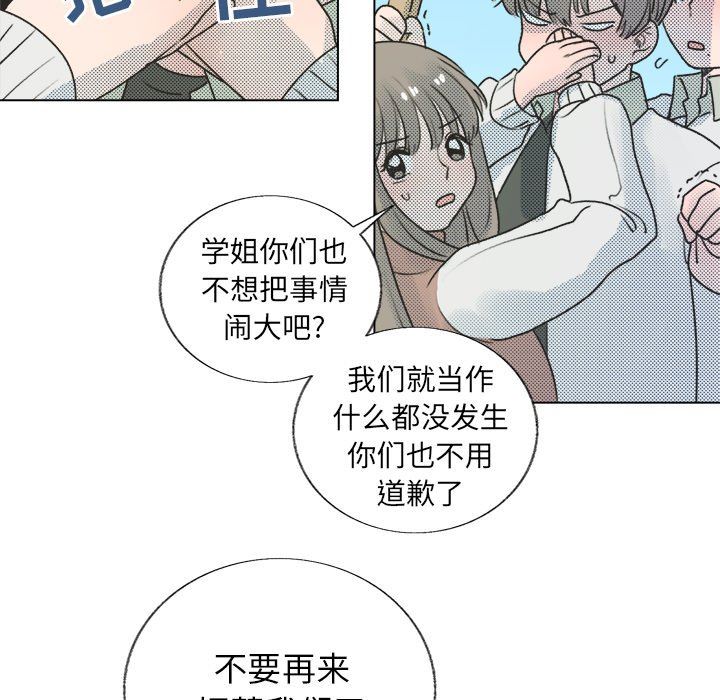 学姐你们也
不想把事情
闹大吧?
我们就当作
什么都没发生
你们也不用
道歉了
不要再来